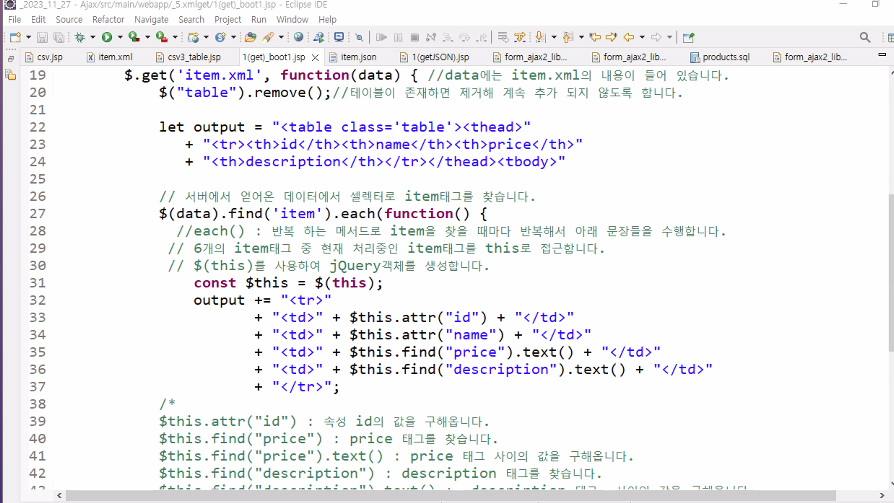 _2023_11_27 - Ajax/src/main/webapp/_5.xmlget/1(get)_boot1.jsp - Eclipse IDE
File Edit Source Refactor Navigate Search Project Run Window Help
csv.jsp item.xml csv3_table.jsp 1(get)_boot1.jsp item.json 1(getJSON).jsp form_ajax2_lib... form_ajax2_lib... products.sql form_ajax2_lib...
19 $.get('item.xml', function(data) { //data에는 item.xml의 내용이 들어 있습니다.
20 $("table").remove();//테이블이 존재하면 제거해 계속 추가 되지 않도록 합니다.
21
22 let output = "<table class='table'><thead>"
23 + "<tr><th>id</th><th>name</th><th>price</th>"
24 + "<th>description</th></tr></thead><tbody>"
25
26 // 서버에서 얻어온 데이터에서 셀렉터로 item태그를 찾습니다.
27 $(data).find('item').each(function() {
28 //each() : 반복 하는 메서드로 item을 찾을 때마다 반복해서 아래 문장들을 수행합니다.
29 // 6개의 item태그 중 현재 처리중인 item태그를 this로 접근합니다.
30 // $(this)를 사용하여 jQuery객체를 생성합니다.
31 const $this = $(this);
32 output += "<tr>"
33 + "<td>" + $this.attr("id") + "</td>"
34 + "<td>" + $this.attr("name") + "</td>"
35 + "<td>" + $this.find("price").text() + "</td>"
36 + "<td>" + $this.find("description").text() + "</td>"
37 + "</tr>";
38 /*
39 $this.attr("id") : 속성 id의 값을 구해옵니다.
40 $this.find("price") : price 태그를 찾습니다.
41 $this.find("price").text() : price 태그 사이의 값을 구해옵니다.
42 $this.find("description") : description 태그를 찾습니다.